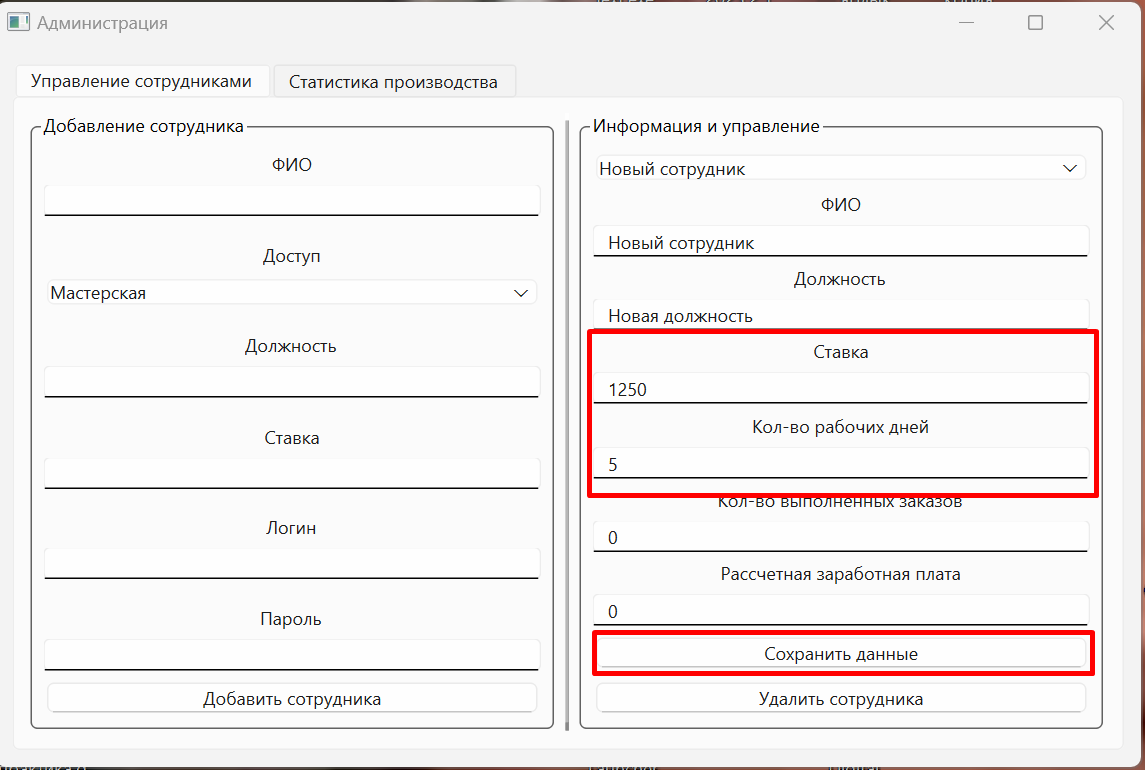 Администрация
Управление сотрудниками
Статистика производства
Добавление сотрудника
ФИО
Доступ
Мастерская
Должность
Ставка
Логин
Пароль
Добавить сотрудника
Информация и управление
Новый сотрудник
ФИО
Новый сотрудник
Должность
Новая должность
Ставка
1250
Кол-во рабочих дней
5
Кол-во выполненных заказов
0
Рассчетная заработная плата
0
Сохранить данные
Удалить сотрудника